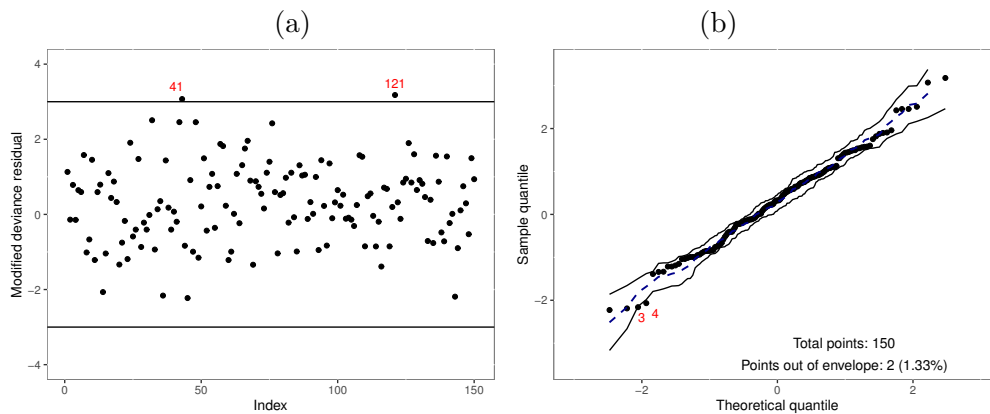 (a)
4
2
0
−2
−4
41
121
0
50
100
150
Index
Modified deviance residual
(b)
2
0
−2
3
4
Total points: 150
Points out of envelope: 2 (1.33%)
−2
0
2
Theoretical quantile
Sample quantile